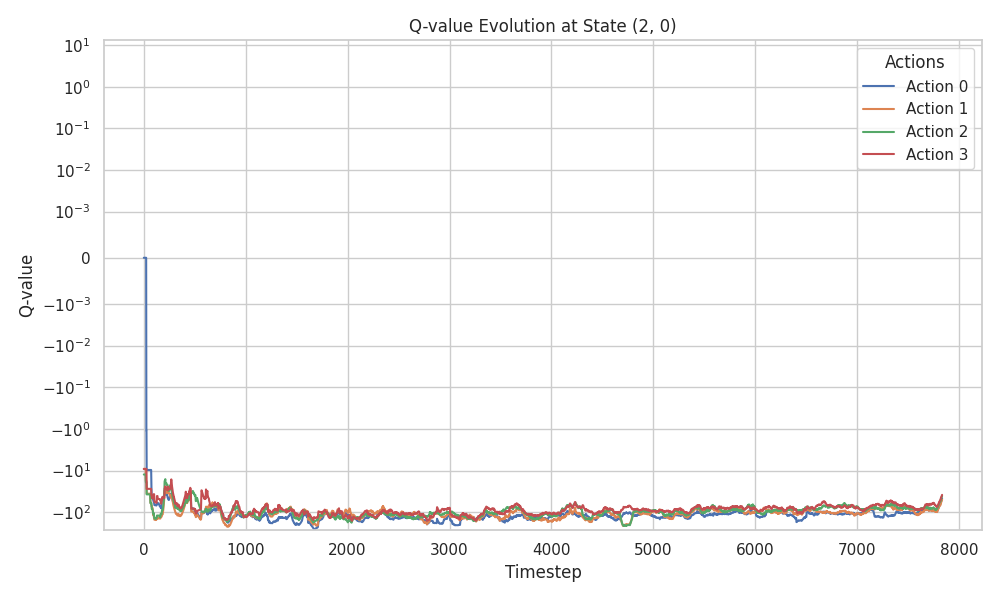 Q-value Evolution at State (2, 0)
Actions
Action 0
Action 1
Action 2
Action 3
Q-value
10¹
10⁰
10⁻¹
10⁻²
10⁻³
0
−10⁻³
−10⁻²
−10⁻¹
−10⁰
−10¹
−10²
0 1000 2000 3000 4000 5000 6000 7000 8000
Timestep